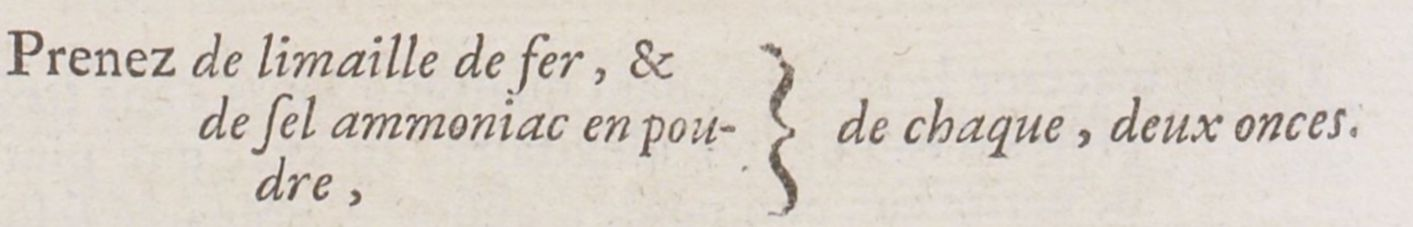 Prenez de limaille de fer, &
de ſel ammoniac en pou-
dre,
de chaque, deux onces.